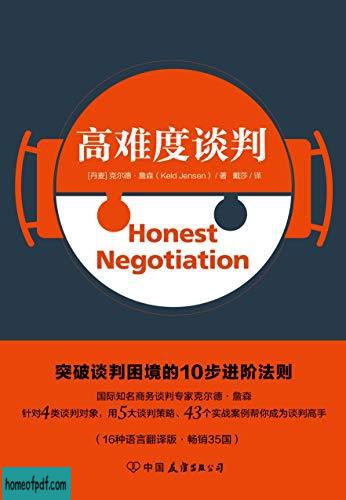 高难度谈判
[丹麦] 克尔德·詹森（Keld Jensen）/ 著 戴莎 / 译
Honest
Negotiation
突破谈判困境的10步进阶法则
国际知名商务谈判专家克尔德·詹森
针对4类谈判对象，用5大谈判策略、43个实战案例帮你成为谈判高手
（16种语言翻译版·畅销35国）
中国友谊出版公司
homeofpdf.com